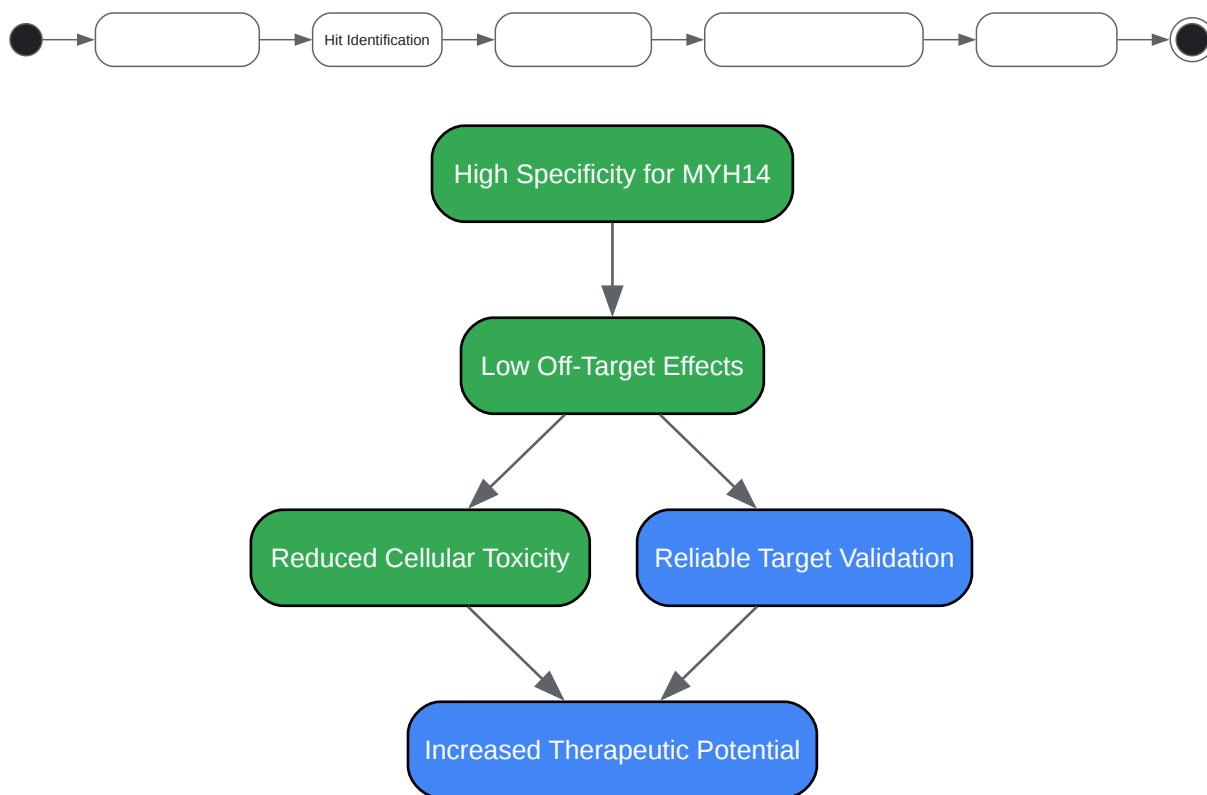 Hit Identification
High Specificity for MYH14
Low Off-Target Effects
Reduced Cellular Toxicity
Reliable Target Validation
Increased Therapeutic Potential